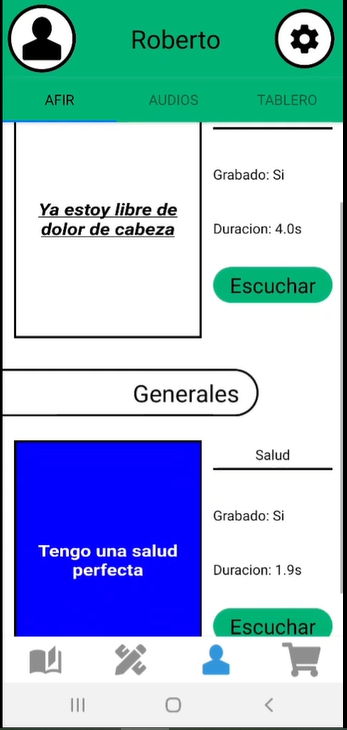 Roberto
AFIR AUDIOS TABLERO
Ya estoy libre de
dolor de cabeza
Grabado: Si
Duracion: 4.0s
Escuchar
Generales
Salud
Tengo una salud
perfecta
Grabado: Si
Duracion: 1.9s
Escuchar